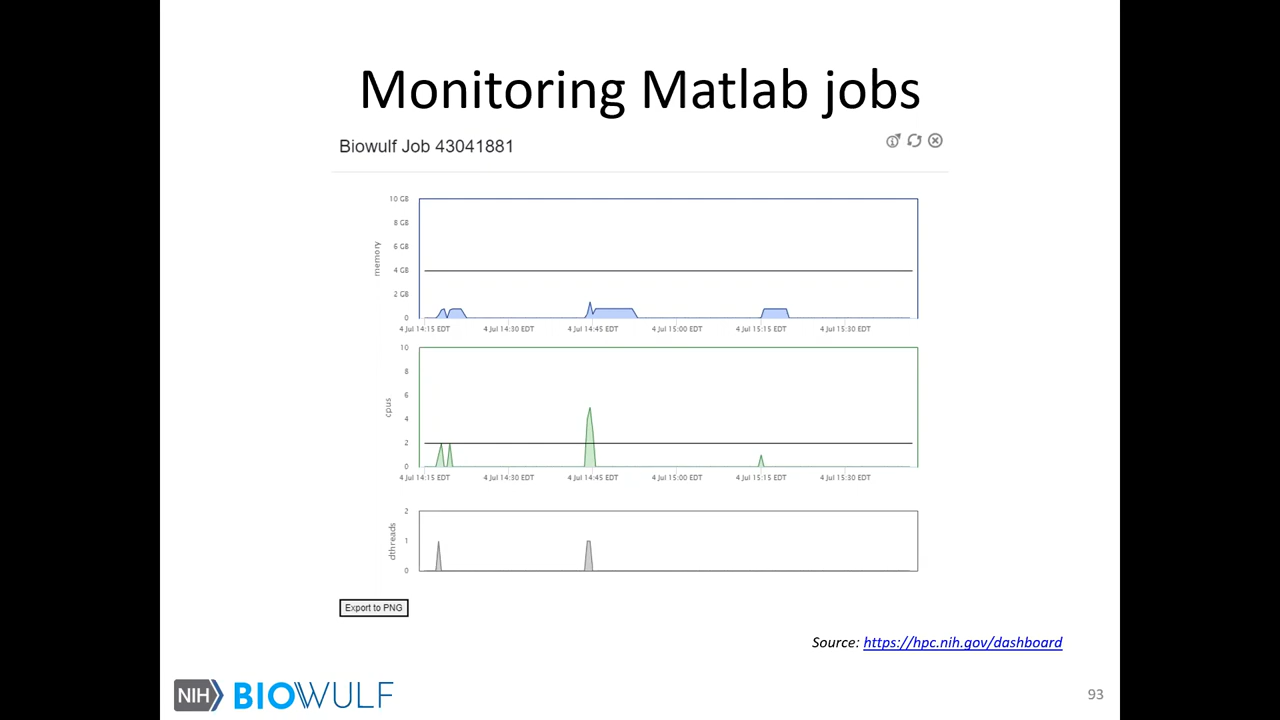 Monitoring Matlab jobs
Biowulf Job 43041881
10 GB
8 GB
6 GB
4 GB
2 GB
0
memory
4 Jul 14:15 EDT 4 Jul 14:30 EDT 4 Jul 14:45 EDT 4 Jul 15:00 EDT 4 Jul 15:15 EDT 4 Jul 15:30 EDT
10
8
6
4
2
0
cpus
4 Jul 14:15 EDT 4 Jul 14:30 EDT 4 Jul 14:45 EDT 4 Jul 15:00 EDT 4 Jul 15:15 EDT 4 Jul 15:30 EDT
2
1
0
dthreads
Export to PNG
Source: https://hpc.nih.gov/dashboard
NIH BIOWULF
93